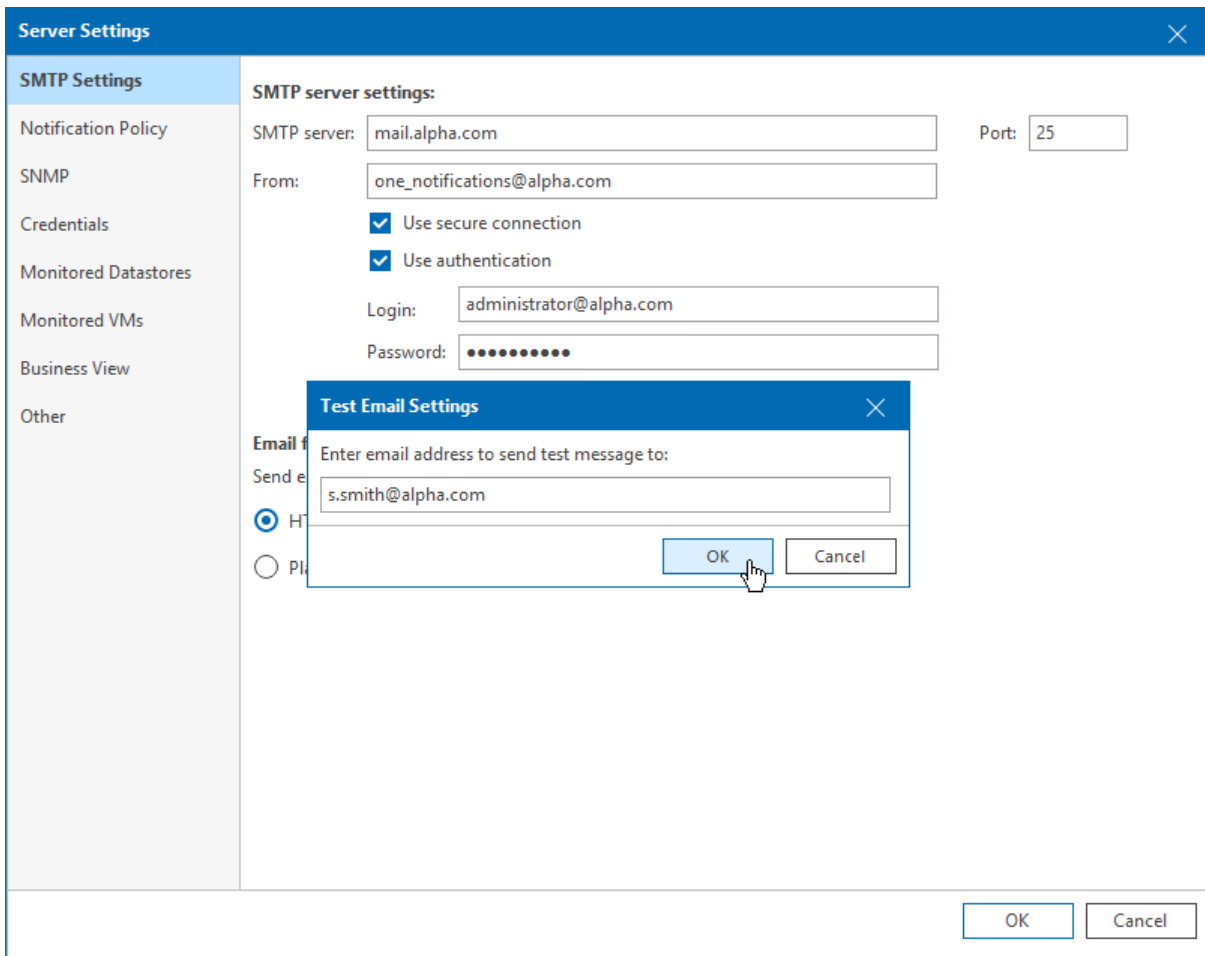 Server Settings
SMTP Settings
Notification Policy
SNMP
Credentials
Monitored Datastores
Monitored VMs
Business View
Other
SMTP server settings:
SMTP server: mail.alpha.com Port: 25
From: one_notifications@alpha.com
Use secure connection
Use authentication
Login: administrator@alpha.com
Password: ●●●●●●●●●●
Email
Send
Test Email Settings
Enter email address to send test message to:
s.smith@alpha.com
OK Cancel
OK Cancel